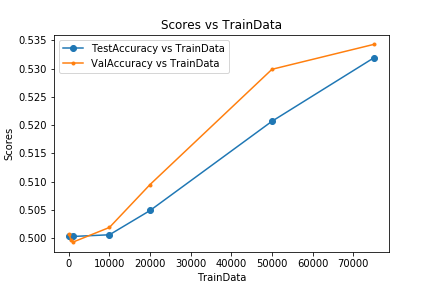 Scores vs TrainData
TestAccuracy vs TrainData
ValAccuracy vs TrainData
Scores
0.535
0.530
0.525
0.520
0.515
0.510
0.505
0.500
0 10000 20000 30000 40000 50000 60000 70000
TrainData